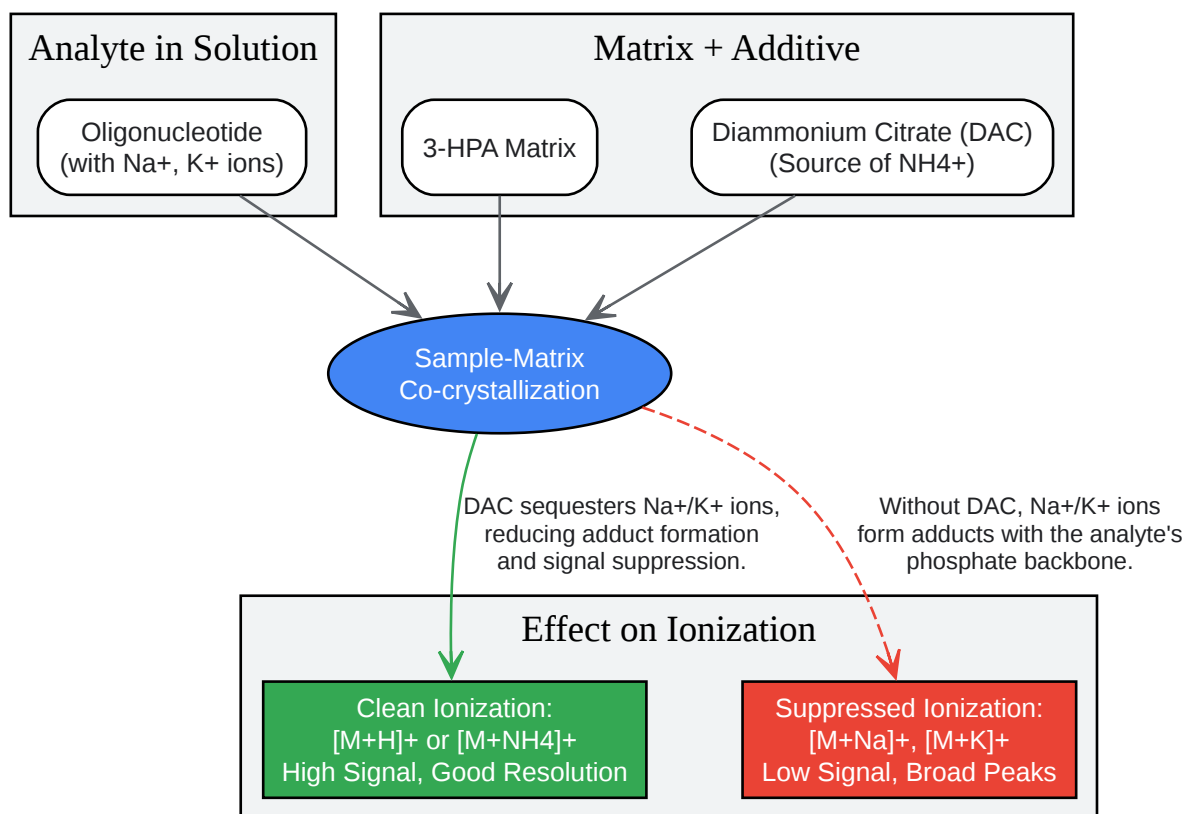 Analyte in Solution
Matrix + Additive
Oligonucleotide
(with Na+, K+ ions)
3-HPA Matrix
Diammonium Citrate (DAC)
(Source of NH4+)
Sample-Matrix
Co-crystallization
DAC sequesters Na+/K+ ions,
reducing adduct formation
and signal suppression.
Without DAC, Na+/K+ ions
form adducts with the analyte's
phosphate backbone.
Effect on Ionization
Clean Ionization:
[M+H]+ or [M+NH4]+
High Signal, Good Resolution
Suppressed Ionization:
[M+Na]+, [M+K]+
Low Signal, Broad Peaks